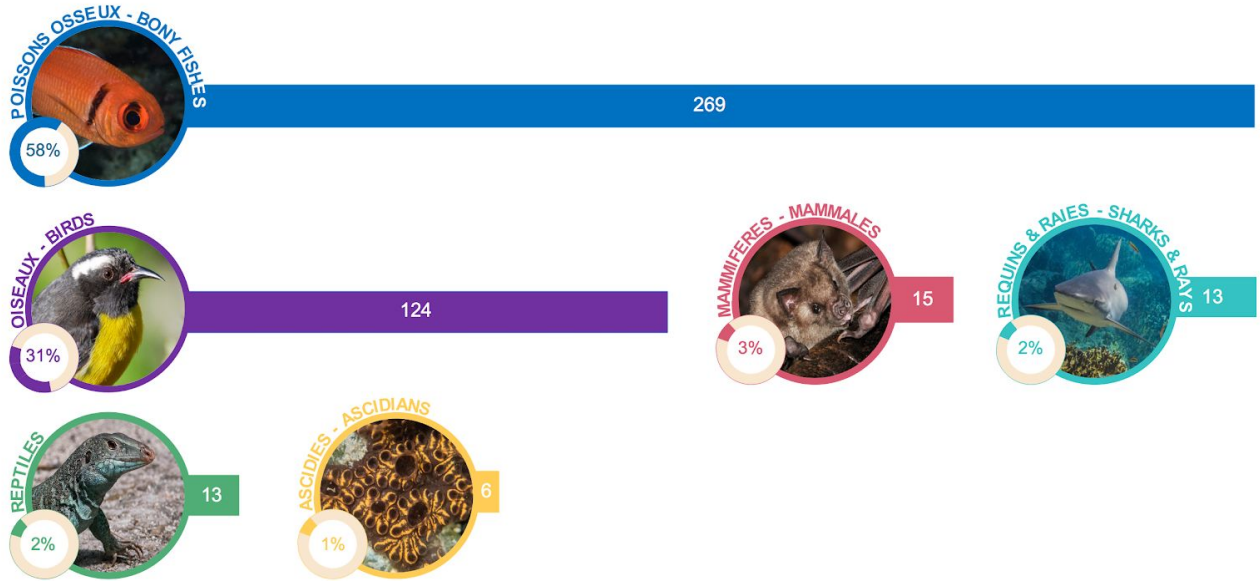 POISSONS OSSEUX - BONY FISHES
269
58%
OISEAUX - BIRDS
124
31%
MAMMIFERES - MAMMALES
15
3%
REQUINS & RAIES - SHARKS & RAYS
13
2%
REPTILES
13
2%
ASCIDIES - ASCIDIANS
6
1%